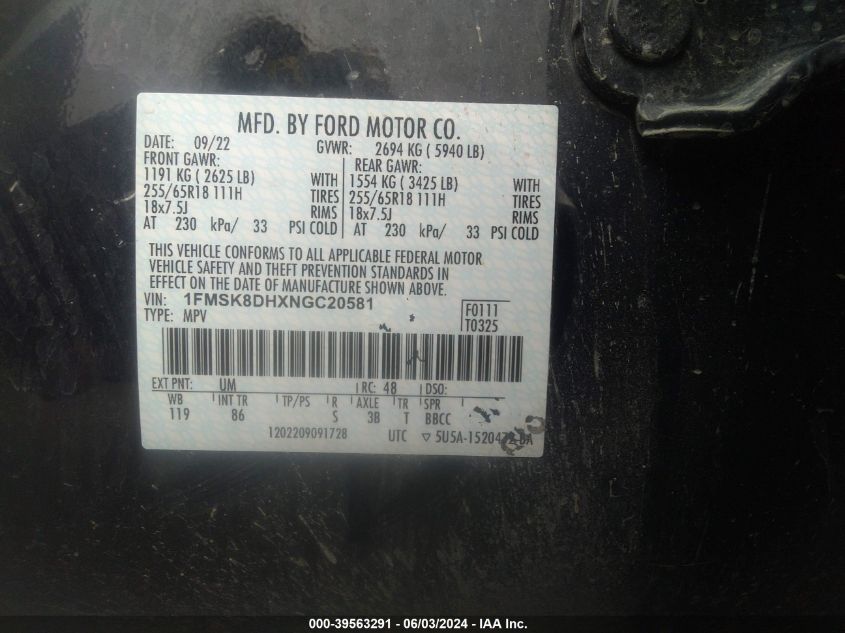 MFD. BY FORD MOTOR CO.
DATE: 09/22 GVWR: 2694 KG ( 5940 LB)
FRONT GAWR: REAR GAWR:
1191 KG ( 2625 LB) WITH 1554 KG ( 3425 LB) WITH
255/65R18 111H TIRES 255/65R18 111H TIRES
18x7.5J RIMS 18x7.5J RIMS
AT 230 kPa/ 33 PSI COLD AT 230 kPa/ 33 PSI COLD
THIS VEHICLE CONFORMS TO ALL APPLICABLE FEDERAL MOTOR
VEHICLE SAFETY AND THEFT PREVENTION STANDARDS IN
EFFECT ON THE DATE OF MANUFACTURE SHOWN ABOVE.
VIN: 1FMSK8DHXNGC20581 F0111
TYPE: MPV T0325
EXT PNT: UM RC: 48 DSO:
WB INT TR TP/PS R AXLE TR SPR
119 86 S 3B T BBCC
1202209091728 UTC ▽ 5U5A-1520472-BA
000-39563291 - 06/03/2024 - IAA Inc.